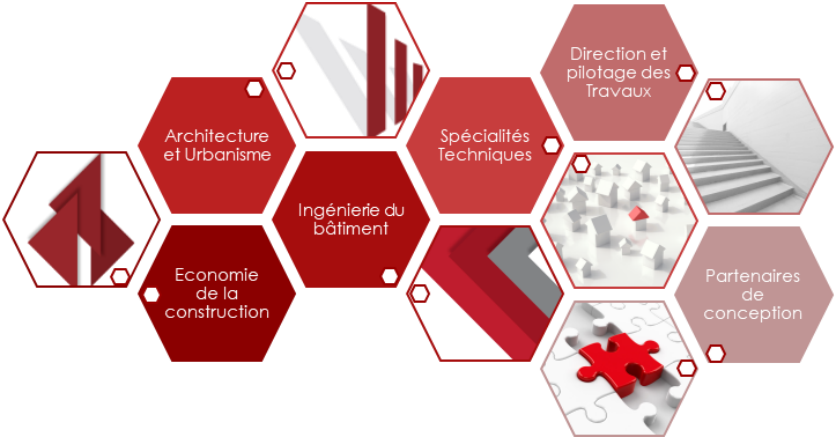 Direction et
pilotage des
Travaux
Architecture
et Urbanisme
Spécialités
Techniques
Ingénierie du
bâtiment
Economie
de la
construction
Partenaires
de
conception